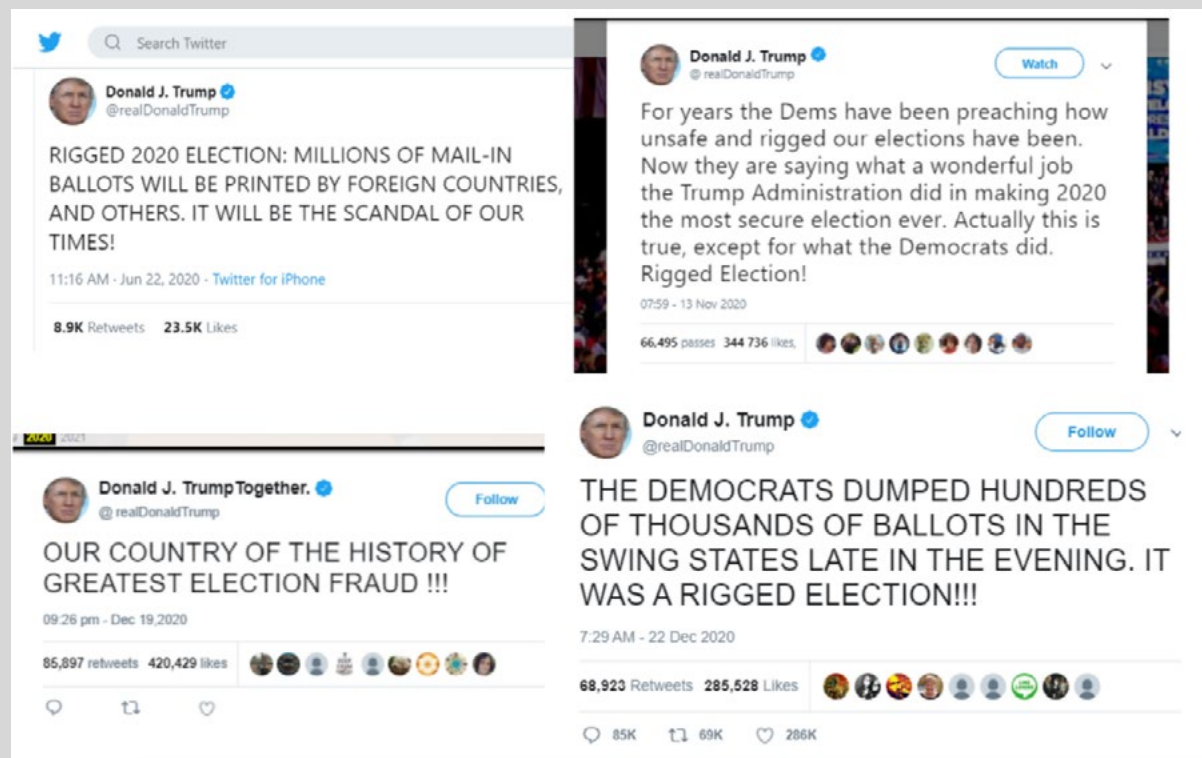 Search Twitter
Donald J. Trump
@realDonaldTrump
RIGGED 2020 ELECTION: MILLIONS OF MAIL-IN
BALLOTS WILL BE PRINTED BY FOREIGN COUNTRIES,
AND OTHERS. IT WILL BE THE SCANDAL OF OUR
TIMES!
11:16 AM - Jun 22, 2020 - Twitter for iPhone
8.9K Retweets 23.5K Likes
Donald J. Trump
@ realDonaldTrump
Watch
For years the Dems have been preaching how
unsafe and rigged our elections have been.
Now they are saying what a wonderful job
the Trump Administration did in making 2020
the most secure election ever. Actually this is
true, except for what the Democrats did.
Rigged Election!
07:59 - 13 Nov 2020
66,495 passes 344 736 likes,
2020 2021
Donald J. TrumpTogether.
@ realDonaldTrump
Follow
OUR COUNTRY OF THE HISTORY OF
GREATEST ELECTION FRAUD !!!
09:26 pm - Dec 19,2020
85,897 retweets 420,429 likes
Donald J. Trump
@realDonaldTrump
Follow
THE DEMOCRATS DUMPED HUNDREDS
OF THOUSANDS OF BALLOTS IN THE
SWING STATES LATE IN THE EVENING. IT
WAS A RIGGED ELECTION!!!
7:29 AM - 22 Dec 2020
68,923 Retweets 285,528 Likes
85K 69K 286K